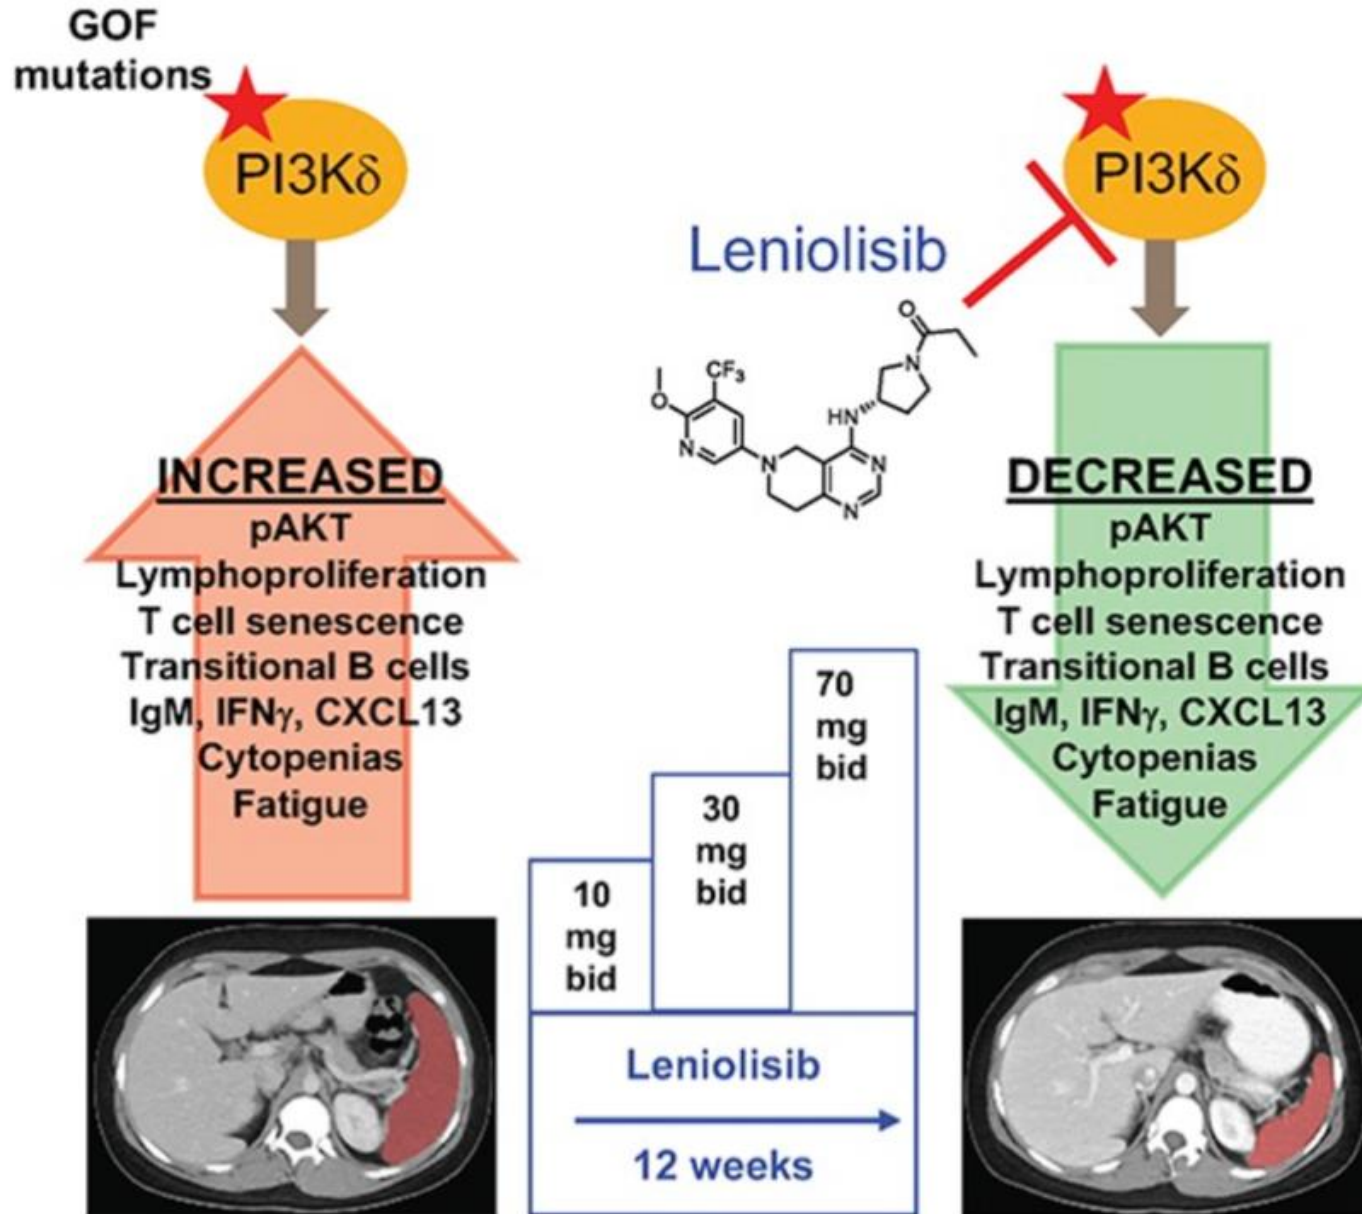 GOF
mutations
PI3Kδ
INCREASED
pAKT
Lymphoproliferation
T cell senescence
Transitional B cells
IgM, IFNγ, CXCL13
Cytopenias
Fatigue
Leniolisib
O
N
CF₃
O
N
HN
N
N
N
10
mg
bid
30
mg
bid
70
mg
bid
Leniolisib
12 weeks
PI3Kδ
DECREASED
pAKT
Lymphoproliferation
T cell senescence
Transitional B cells
IgM, IFNγ, CXCL13
Cytopenias
Fatigue